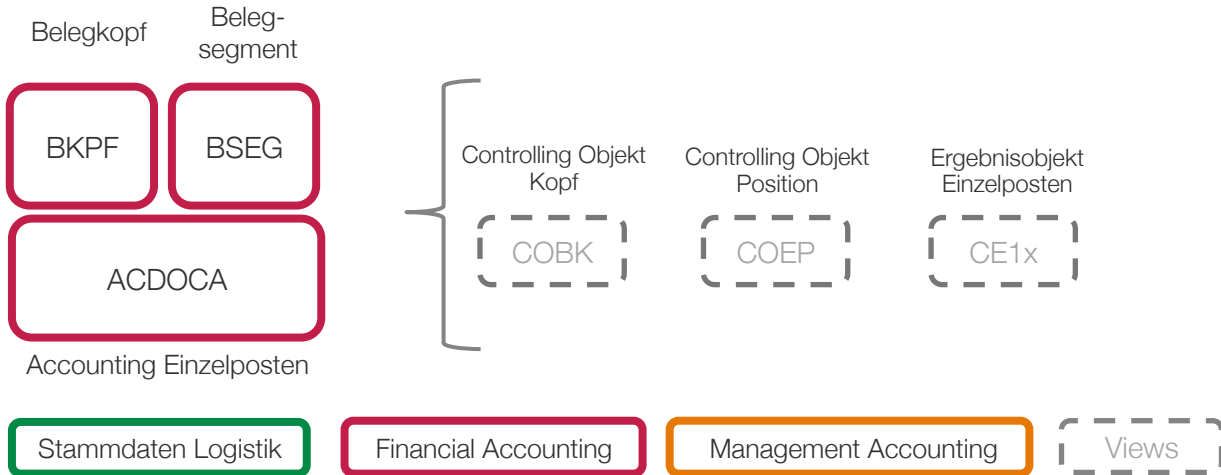 Belegkopf
Beleg-
segment
BKPF
BSEG
ACDOCA
Accounting Einzelposten
Controlling Objekt
Kopf
COBK
Controlling Objekt
Position
COEP
Ergebnisobjekt
Einzelposten
CE1x
Stammdaten Logistik
Financial Accounting
Management Accounting
Views